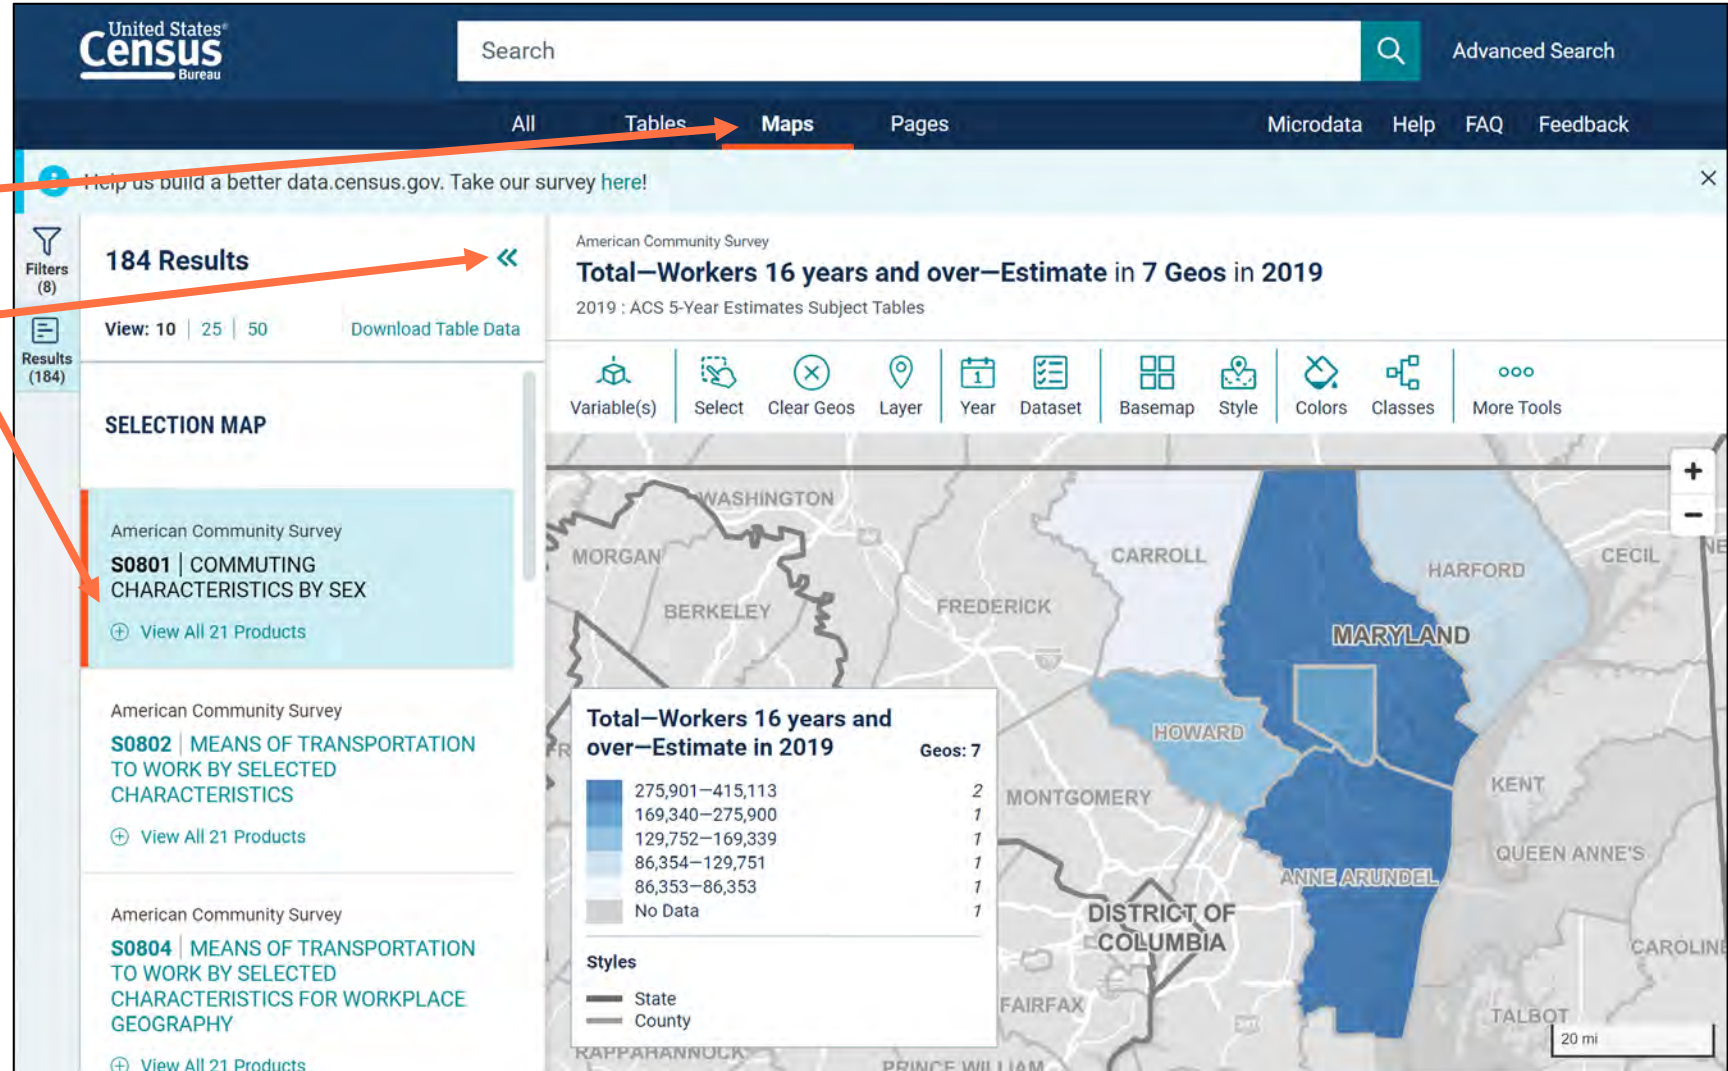 United States®
Census
Bureau
Search
Advanced Search
All
Tables
Maps
Pages
Microdata
Help
FAQ
Feedback
Help us build a better data.census.gov. Take our survey here!
Filters
(8)
Results
(184)
184 Results
View: 10 | 25 | 50
Download Table Data
SELECTION MAP
American Community Survey
S0801 | COMMUTING
CHARACTERISTICS BY SEX
View All 21 Products
American Community Survey
S0802 | MEANS OF TRANSPORTATION
TO WORK BY SELECTED
CHARACTERISTICS
View All 21 Products
American Community Survey
S0804 | MEANS OF TRANSPORTATION
TO WORK BY SELECTED
CHARACTERISTICS FOR WORKPLACE
GEOGRAPHY
View All 21 Products
American Community Survey
Total—Workers 16 years and over—Estimate in 7 Geos in 2019
2019 : ACS 5-Year Estimates Subject Tables
Variable(s)
Select
Clear Geos
Layer
1
Year
Dataset
Basemap
Style
Colors
Classes
More Tools
+
−
WASHINGTON
MORGAN
BERKELEY
FREDERICK
CARROLL
HARFORD
CECIL
NE
MARYLAND
HOWARD
FR
MONTGOMERY
KENT
QUEEN ANNE'S
ANNE ARUNDEL
DISTRICT OF
COLUMBIA
CAROLINE
FAIRFAX
TALBOT
RAPPAHANNOCK
PRINCE WILLIAM
20 mi
Total—Workers 16 years and
over—Estimate in 2019
Geos: 7
275,901—415,113 2
169,340—275,900 1
129,752—169,339 1
86,354—129,751 1
86,353—86,353 1
No Data 1
Styles
State
County